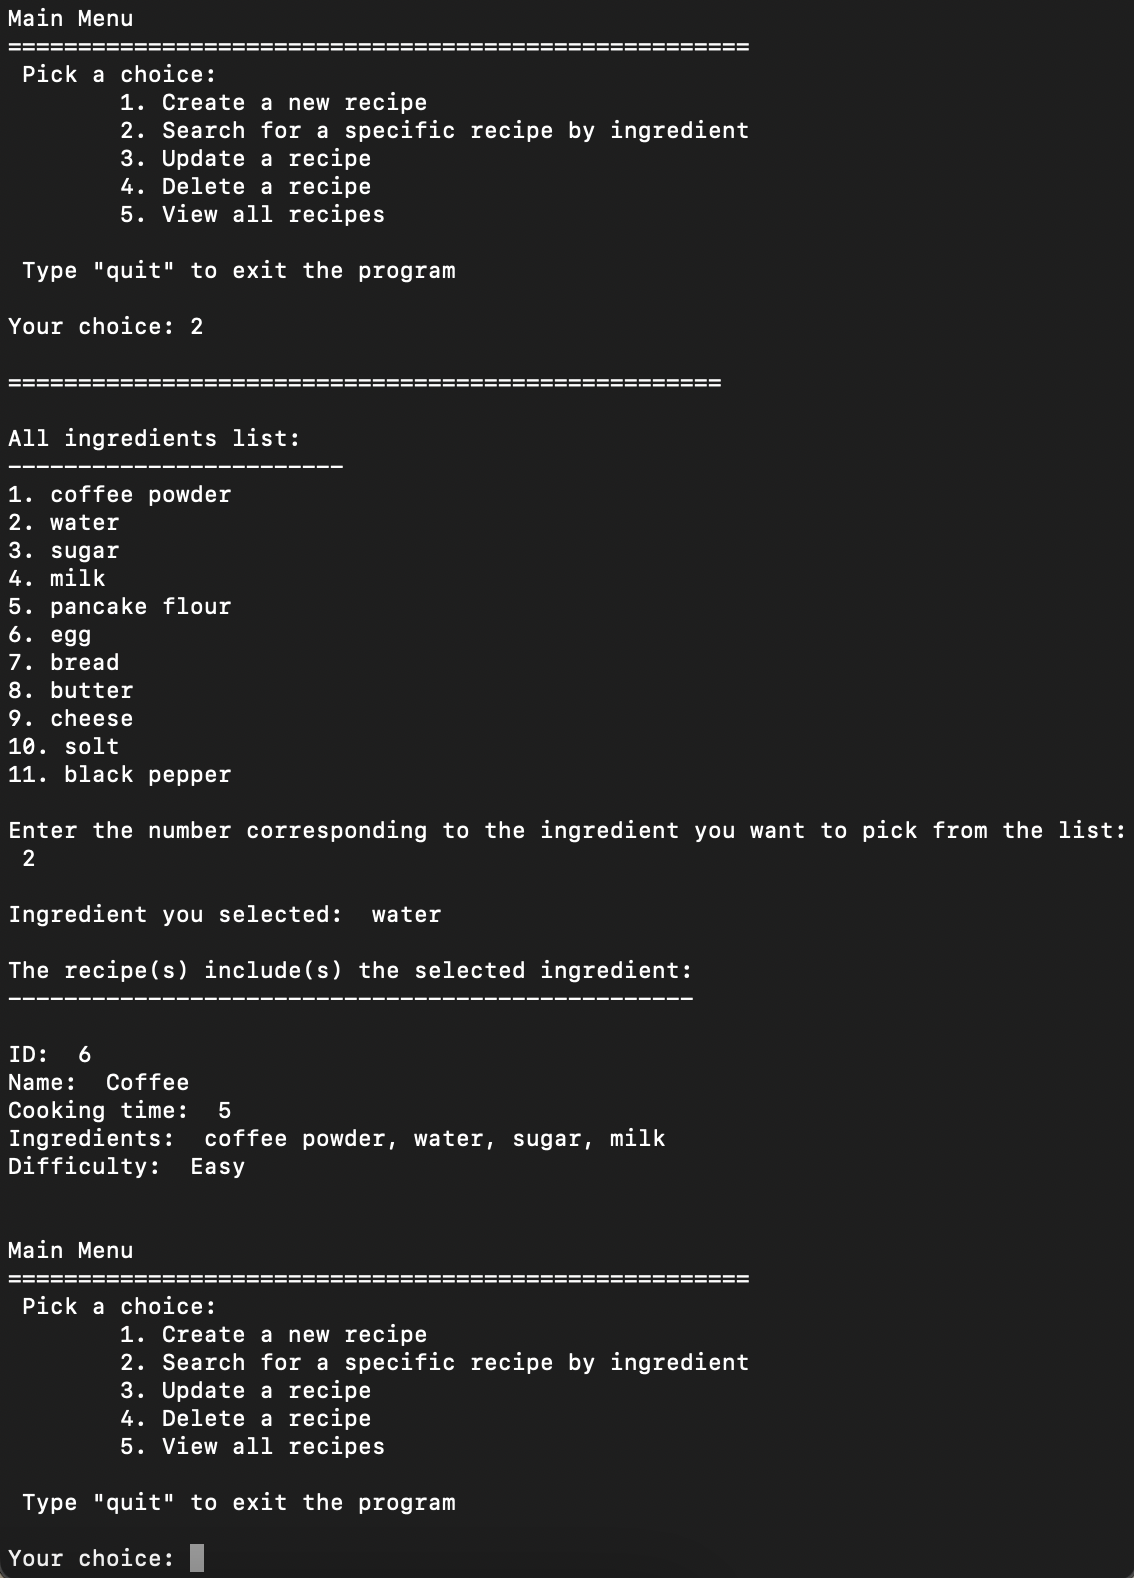 Main Menu
=====================================================
 Pick a choice:
        1. Create a new recipe
        2. Search for a specific recipe by ingredient
        3. Update a recipe
        4. Delete a recipe
        5. View all recipes

 Type "quit" to exit the program

Your choice: 2

===================================================

All ingredients list:
------------------------
1. coffee powder
2. water
3. sugar
4. milk
5. pancake flour
6. egg
7. bread
8. butter
9. cheese
10. solt
11. black pepper

Enter the number corresponding to the ingredient you want to pick from the list:
 2

Ingredient you selected:  water

The recipe(s) include(s) the selected ingredient:
-------------------------------------------------

ID:  6
Name:  Coffee
Cooking time:  5
Ingredients:  coffee powder, water, sugar, milk
Difficulty:  Easy


Main Menu
=====================================================
 Pick a choice:
        1. Create a new recipe
        2. Search for a specific recipe by ingredient
        3. Update a recipe
        4. Delete a recipe
        5. View all recipes

 Type "quit" to exit the program

Your choice: